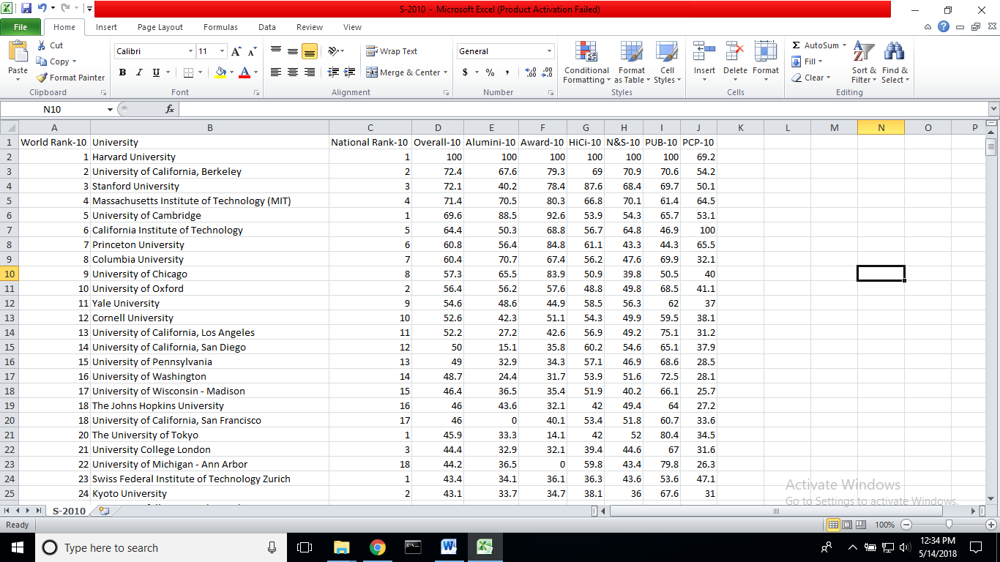 S-2010 - Microsoft Excel (Product Activation Failed)
File Home Insert Page Layout Formulas Data Review View
Paste Cut Copy Format Painter Clipboard
Calibri 11 B I U A Font
Wrap Text Merge & Center Alignment
General $ % , Number
Conditional Formatting Format as Table Cell Styles Styles
Insert Delete Format Cells
Σ AutoSum Fill Clear Sort & Filter Find & Select Editing
N10 fx
A B C D E F G H I J K L M N O P
1 World Rank-10 University National Rank-10 Overall-10 Alumini-10 Award-10 HiCi-10 N&S-10 PUB-10 PCP-10
2 1 Harvard University 1 100 100 100 100 100 100 69.2
3 2 University of California, Berkeley 2 72.4 67.6 79.3 69 70.9 70.6 54.2
4 3 Stanford University 3 72.1 40.2 78.4 87.6 68.4 69.7 50.1
5 4 Massachusetts Institute of Technology (MIT) 4 71.4 70.5 80.3 66.8 70.1 61.4 64.5
6 5 University of Cambridge 1 69.6 88.5 92.6 53.9 54.3 65.7 53.1
7 6 California Institute of Technology 5 64.4 50.3 68.8 56.7 64.8 46.9 100
8 7 Princeton University 6 60.8 56.4 84.8 61.1 43.3 44.3 65.5
9 8 Columbia University 7 60.4 70.7 67.4 56.2 47.6 69.9 32.1
10 9 University of Chicago 8 57.3 65.5 83.9 50.9 39.8 50.5 40
11 10 University of Oxford 2 56.4 56.2 57.6 48.8 49.8 68.5 41.1
12 11 Yale University 9 54.6 48.6 44.9 58.5 56.3 62 37
13 12 Cornell University 10 52.6 42.3 51.1 54.3 49.9 59.5 38.1
14 13 University of California, Los Angeles 11 52.2 27.2 42.6 56.9 49.2 75.1 31.2
15 14 University of California, San Diego 12 50 15.1 35.8 60.2 54.6 65.1 37.9
16 15 University of Pennsylvania 13 49 32.9 34.3 57.1 46.9 68.6 28.5
17 16 University of Washington 14 48.7 24.4 31.7 53.9 51.6 72.5 28.1
18 17 University of Wisconsin - Madison 15 46.4 36.5 35.4 51.9 40.2 66.1 25.7
19 18 The Johns Hopkins University 16 46 43.6 32.1 42 49.4 64 27.2
20 18 University of California, San Francisco 17 46 0 40.1 53.4 51.8 60.7 33.6
21 20 The University of Tokyo 1 45.9 33.3 14.1 42 52 80.4 34.5
22 21 University College London 3 44.4 32.9 32.1 39.4 44.6 67 31.6
23 22 University of Michigan - Ann Arbor 18 44.2 36.5 0 59.8 43.4 79.8 26.3
24 23 Swiss Federal Institute of Technology Zurich 1 43.4 34.1 36.1 36.3 43.6 53.6 47.1
25 24 Kyoto University 2 43.1 33.7 34.7 38.1 36 67.6 31
Activate Windows
Go to Settings to activate Windows.
S-2010
Ready 100%
Type here to search
12:34 PM
5/14/2018